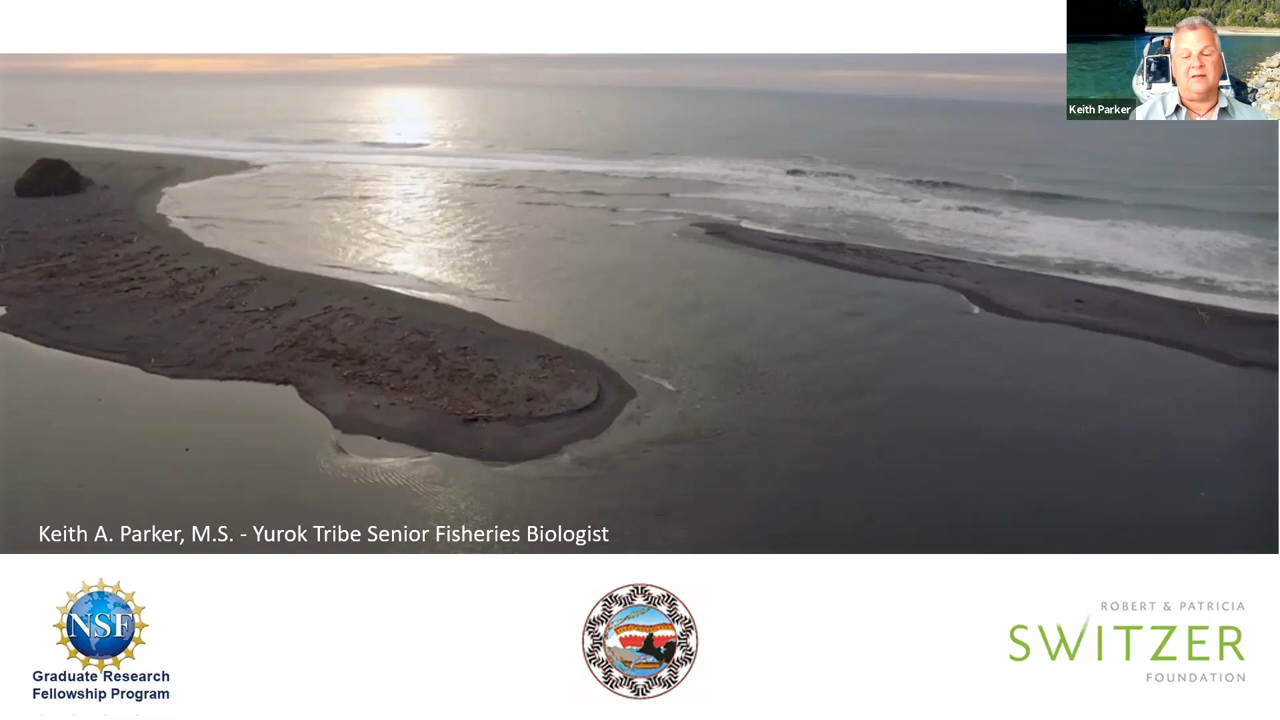 Keith Parker
Keith A. Parker, M.S. - Yurok Tribe Senior Fisheries Biologist
NSF
Graduate Research
Fellowship Program
ROBERT & PATRICIA
SWITZER
FOUNDATION